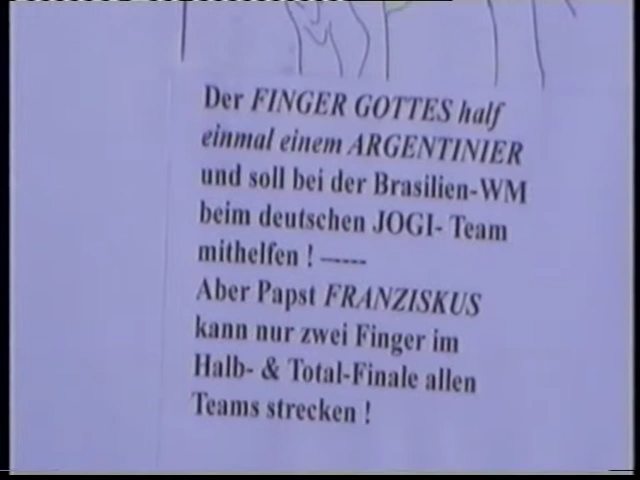 Der FINGER GOTTES half
einmal einem ARGENTINIER
und soll bei der Brasilien-WM
beim deutschen JOGI- Team
mithelfen ! -----
Aber Papst FRANZISKUS
kann nur zwei Finger im
Halb- & Total-Finale allen
Teams strecken !